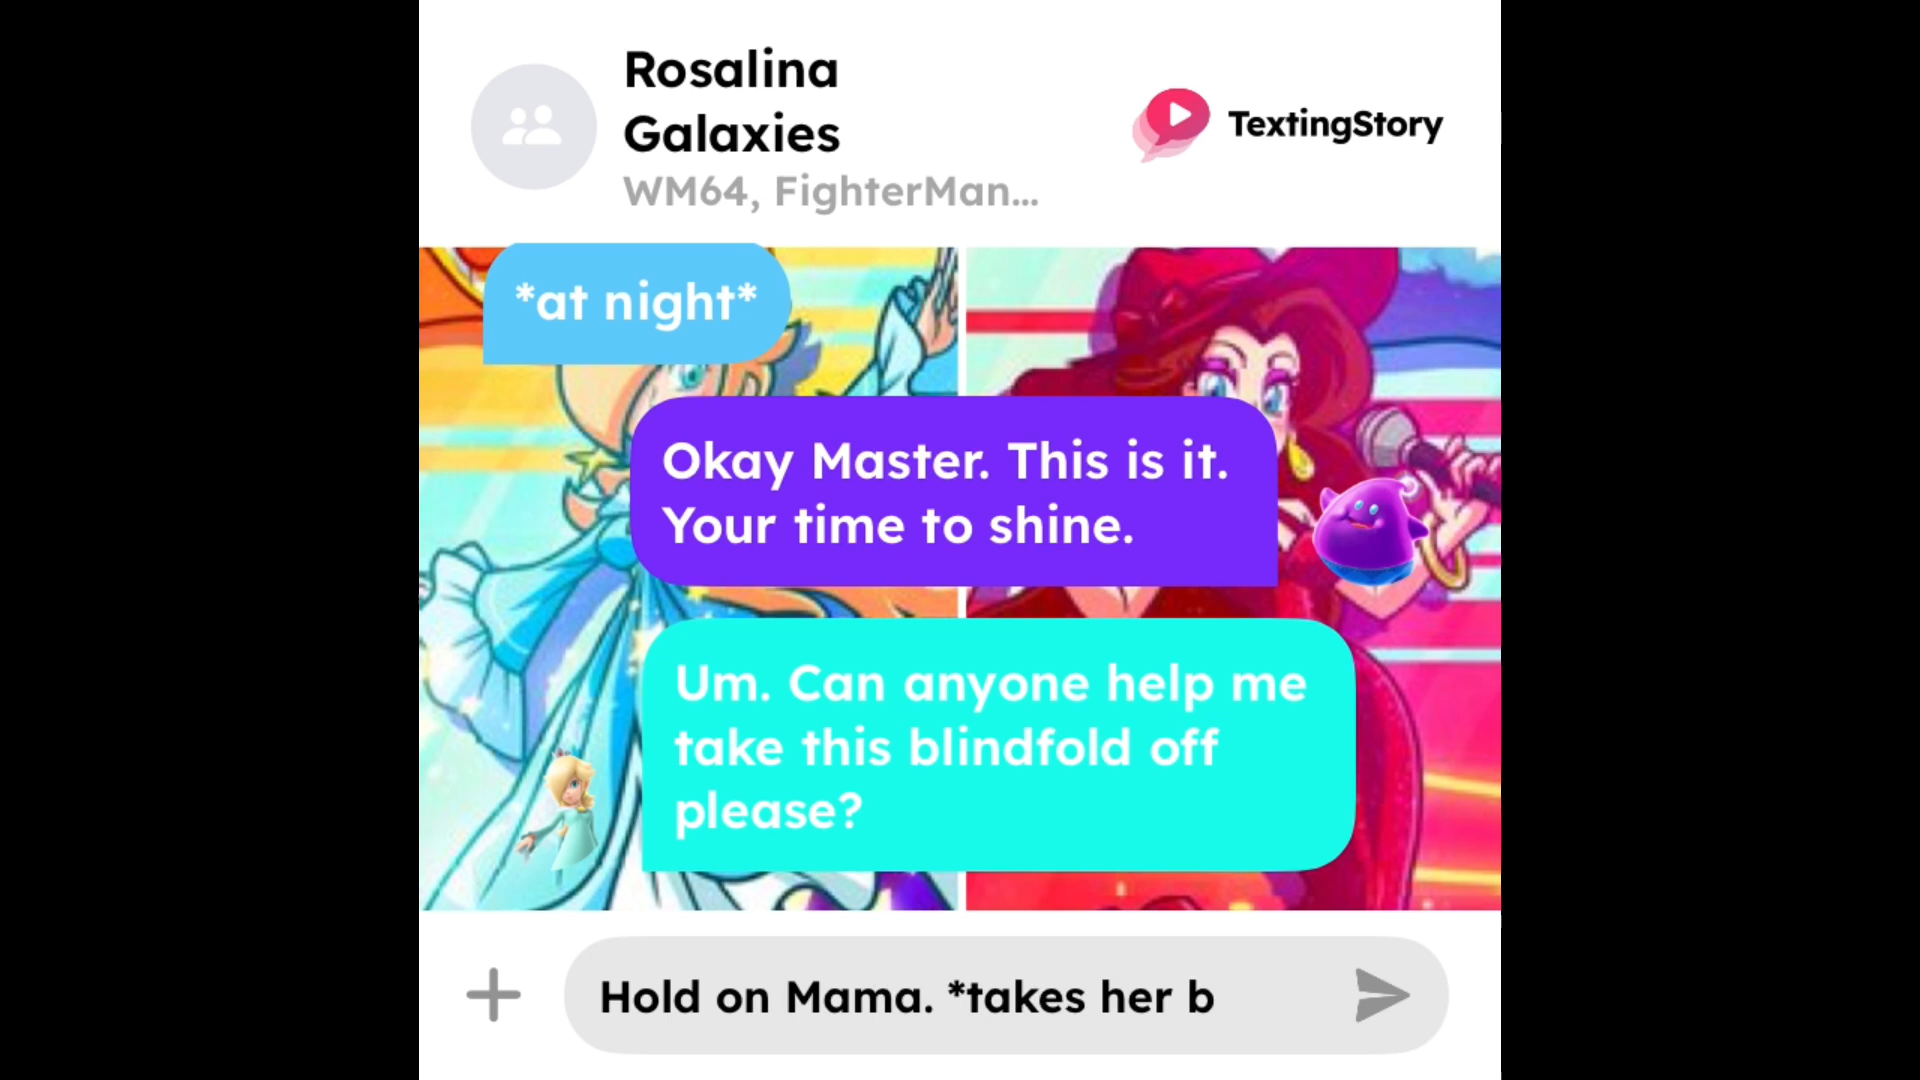 Rosalina
Galaxies
WM64, FighterMan...
TextingStory
*at night*
Okay Master. This is it.
Your time to shine.
Um. Can anyone help me
take this blindfold off
please?
Hold on Mama. *takes her b